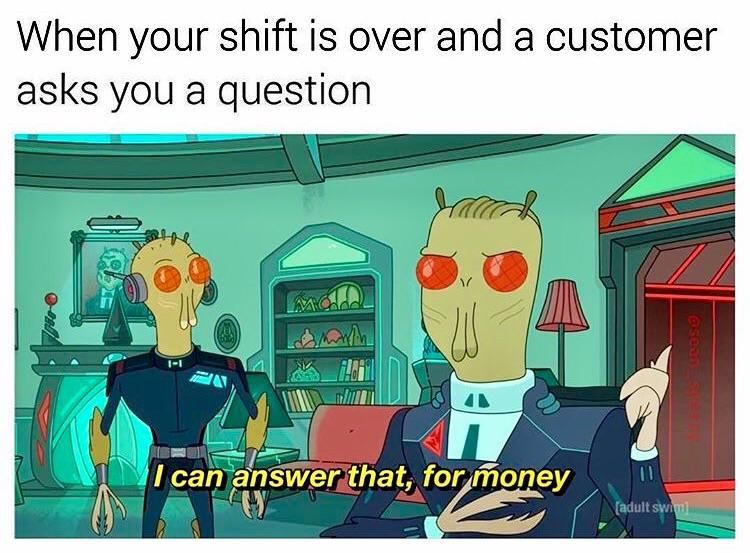 When your shift is over and a customer
asks you a question
I can answer that, for money
[adult swim]